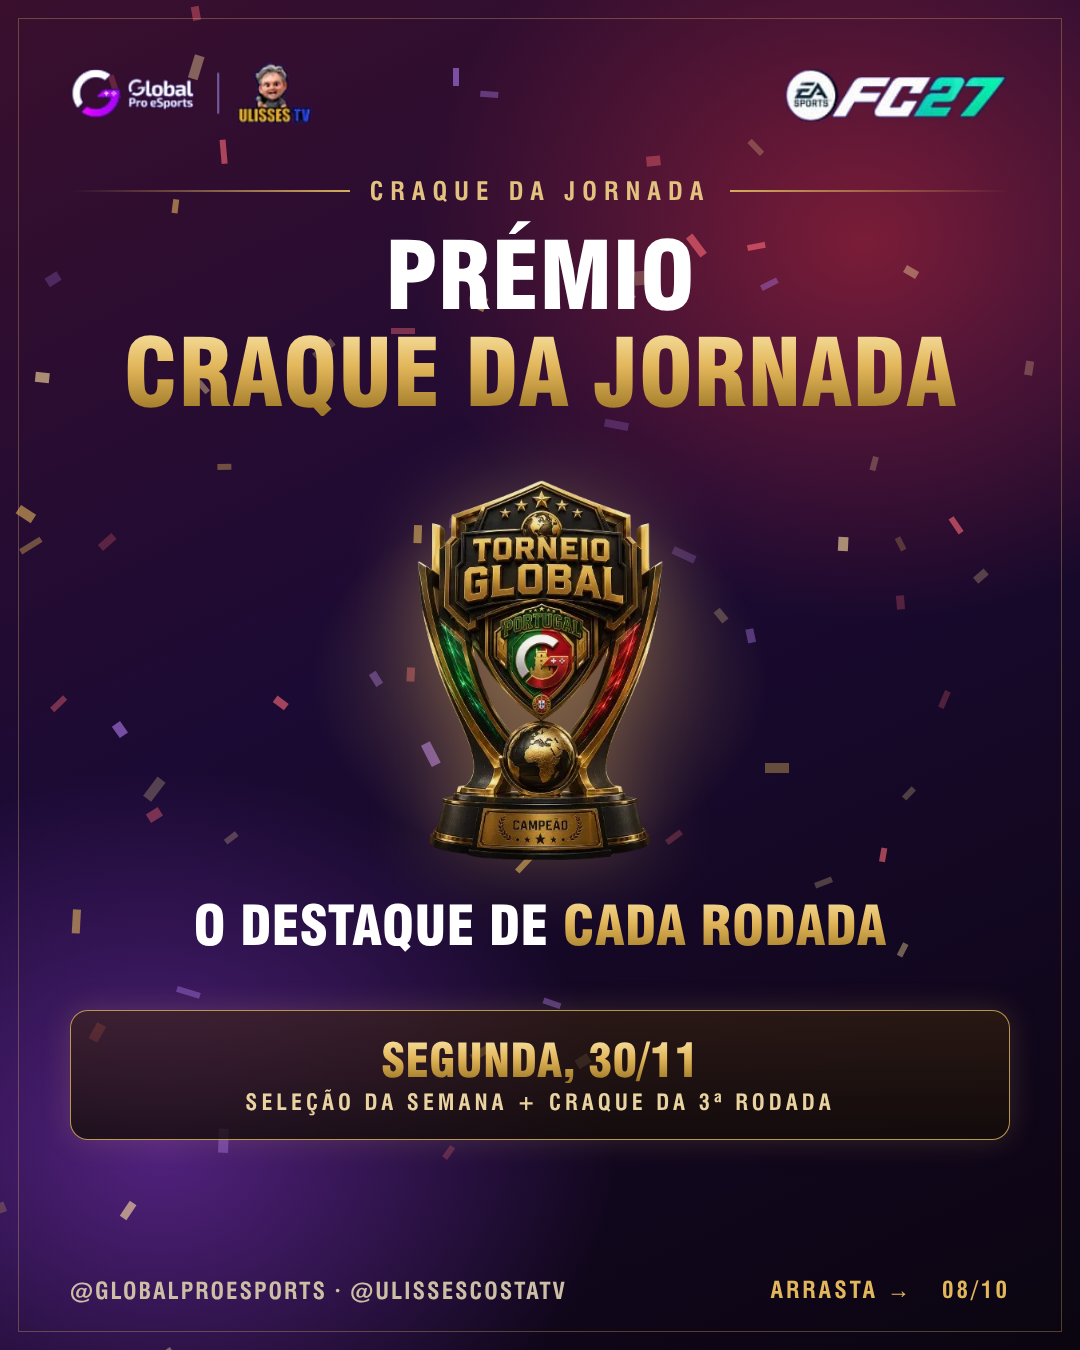 Global
Pro eSports
ULISSES TV
EA
SPORTS
FC27
CRAQUE DA JORNADA
PRÉMIO
CRAQUE DA JORNADA
TORNEIO
GLOBAL
PORTUGAL
CAMPEÃO
O DESTAQUE DE CADA RODADA
SEGUNDA, 30/11
SELEÇÃO DA SEMANA + CRAQUE DA 3ª RODADA
@GLOBALPROESPORTS · @ULISSESCOSTATV
ARRASTA → 08/10